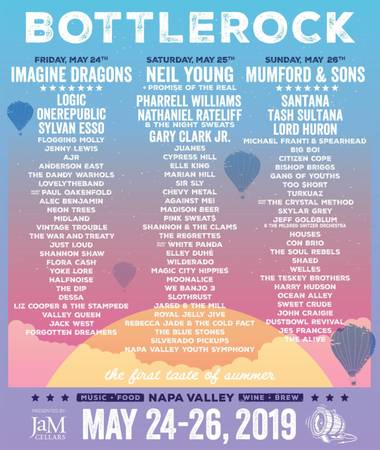 BOTTLEROCK
FRIDAY, MAY 24TH
IMAGINE DRAGONS
LOGIC
ONEREPUBLIC
SYLVAN ESSO
FLOGGING MOLLY
JENNY LEWIS
AJR
ANDERSON EAST
THE DANDY WARHOLS
LOVELYTHEBAND
PAUL OAKENFOLD
ALEC BENJAMIN
NEON TREES
MIDLAND
VINTAGE TROUBLE
THE WAR AND TREATY
JUST LOUD
SHANNON SHAW
FLORA CASH
YOKE LORE
HALFNOISE
THE DIP
DESSA
LIZ COOPER & THE STAMPEDE
VALLEY QUEEN
JACK WEST
FORGOTTEN DREAMERS
SATURDAY, MAY 25TH
NEIL YOUNG
+ PROMISE OF THE REAL
PHARRELL WILLIAMS
NATHANIEL RATELIFF
& THE NIGHT SWEATS
GARY CLARK JR.
JUANES
CYPRESS HILL
ELLE KING
MARIAN HILL
SIR SLY
CHEVY METAL
AGAINST ME!
MADISON BEER
PINK SWEATS
SHANNON & THE CLAMS
THE REGRETTES
WHITE PANDA
ELLEY DUHÉ
WILDERADO
MAGIC CITY HIPPIES
MOONALICE
WE BANJO 3
SLOTHRUST
JARED & THE MILL
ROYAL JELLY JIVE
REBECCA JADE & THE COLD FACT
THE BLUE STONES
SILVERADO PICKUPS
NAPA VALLEY YOUTH SYMPHONY
SUNDAY, MAY 26TH
MUMFORD & SONS
SANTANA
TASH SULTANA
LORD HURON
MICHAEL FRANTI & SPEARHEAD
BIG BOI
CITIZEN COPE
BISHOP BRIGGS
GANG OF YOUTHS
TOO $HORT
TURKUAZ
THE CRYSTAL METHOD
SKYLAR GREY
JEFF GOLDBLUM
& THE MILDRED SNITZER ORCHESTRA
HOUSES
CON BRIO
THE SOUL REBELS
SHAED
WELLES
THE TESKEY BROTHERS
HARRY HUDSON
OCEAN ALLEY
SWEET CRUDE
JOHN CRAIGIE
DUSTBOWL REVIVAL
JES FRANCES
THE ALIVE
the first taste of summer
MUSIC • FOOD NAPA VALLEY WINE • BREW
PRESENTED BY
JaM
CELLARS
MAY 24-26, 2019